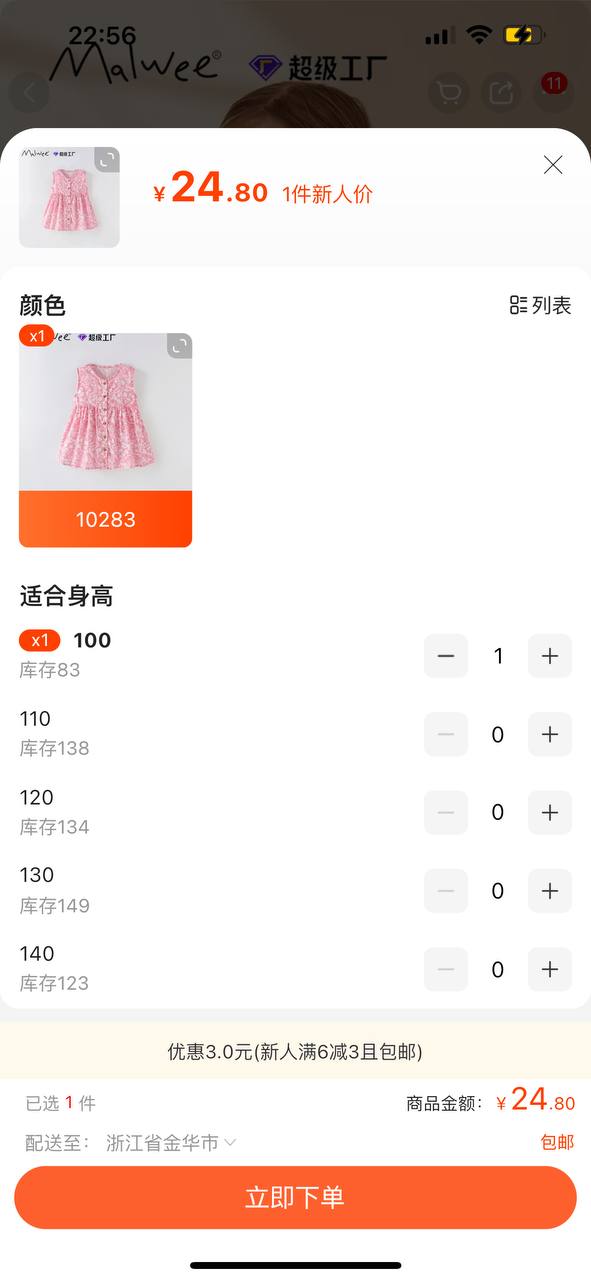 22:56
Malwee® 超级工厂
11
Malwee 超级工厂
¥24.80 1件新人价
颜色
列表
x1
超级工厂
10283
适合身高
x1 100
库存83
1
110
库存138
0
120
库存134
0
130
库存149
0
140
库存123
0
优惠3.0元(新人满6减3且包邮)
已选 1 件
商品金额：¥24.80
配送至： 浙江省金华市
包邮
立即下单